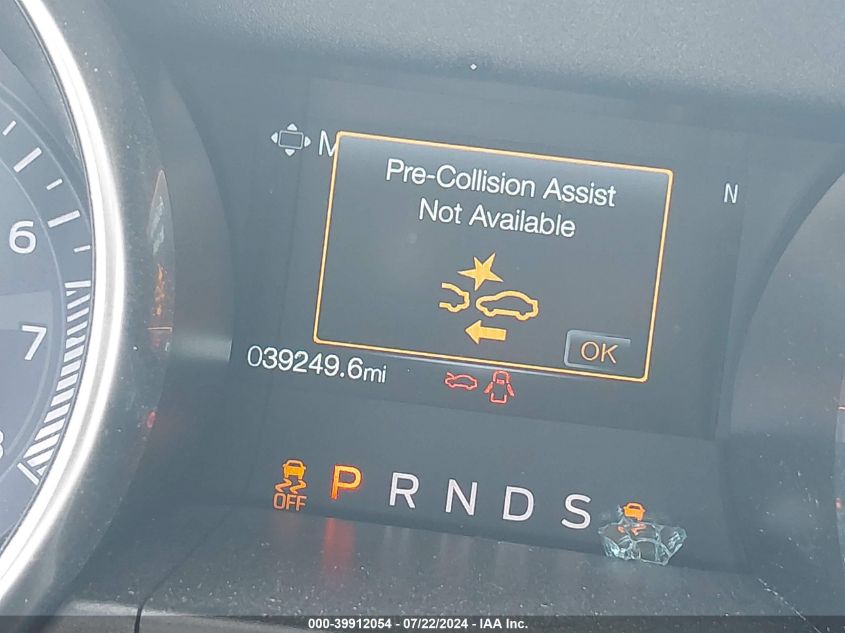 M
Pre-Collision Assist
Not Available
N
6
7
OK
039249.6mi
OFF P R N D S
000-39912054 - 07/22/2024 - IAA Inc.